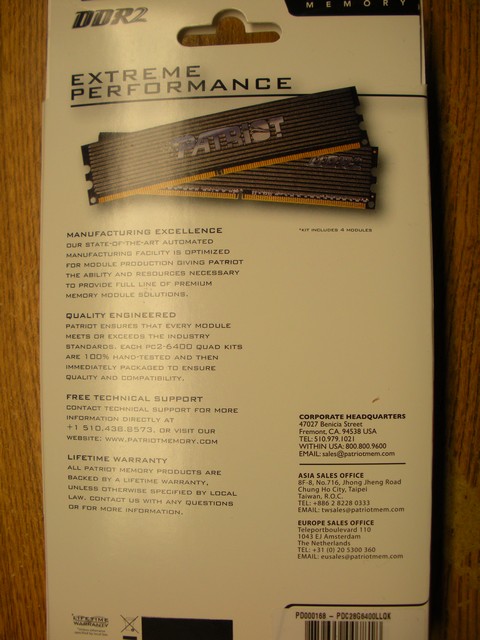 MEMORY
DDR2
EXTREME
PERFORMANCE
PATRIOT
*KIT INCLUDES 4 MODULES
MANUFACTURING EXCELLENCE
OUR STATE-OF-THE-ART AUTOMATED
MANUFACTURING FACILITY IS OPTIMIZED
FOR MODULE PRODUCTION GIVING PATRIOT
THE ABILITY AND RESOURCES NECESSARY
TO PROVIDE FULL LINE OF PREMIUM
MEMORY MODULE SOLUTIONS.
QUALITY ENGINEERED
PATRIOT ENSURES THAT EVERY MODULE
MEETS OR EXCEEDS THE INDUSTRY
STANDARDS. EACH PC2-6400 QUAD KITS
ARE 100% HAND-TESTED AND THEN
IMMEDIATELY PACKAGED TO ENSURE
QUALITY AND COMPATIBILITY.
FREE TECHNICAL SUPPORT
CONTACT TECHNICAL SUPPORT FOR MORE
INFORMATION DIRECTLY AT
+1 510.438.8573. OR VISIT OUR
WEBSITE: WWW.PATRIOTMEMORY.COM
LIFETIME WARRANTY
ALL PATRIOT MEMORY PRODUCTS ARE
BACKED BY A LIFETIME WARRANTY,
UNLESS OTHERWISE SPECIFIED BY LOCAL
LAW. CONTACT US WITH ANY QUESTIONS
OR FOR MORE INFORMATION.
CORPORATE HEADQUARTERS
47027 Benicia Street
Fremont, CA. 94538 USA
TEL: 510.979.1021
WITHIN USA: 800.800.9600
EMAIL: sales@patriotmem.com
ASIA SALES OFFICE
8F-8, No.716, Jhong Jheng Road
Chung Ho City, Taipei
Taiwan, R.O.C.
TEL: +886 2 8228 0333
EMAIL: twsales@patriotmem.com
EUROPE SALES OFFICE
Teleportboulevard 110
1043 EJ Amsterdam
The Netherlands
TEL: +31 (0) 20 5300 360
EMAIL: eusales@patriotmem.com
LIFETIME
WARRANTY
PD000169 - PDC28G6400LLQK